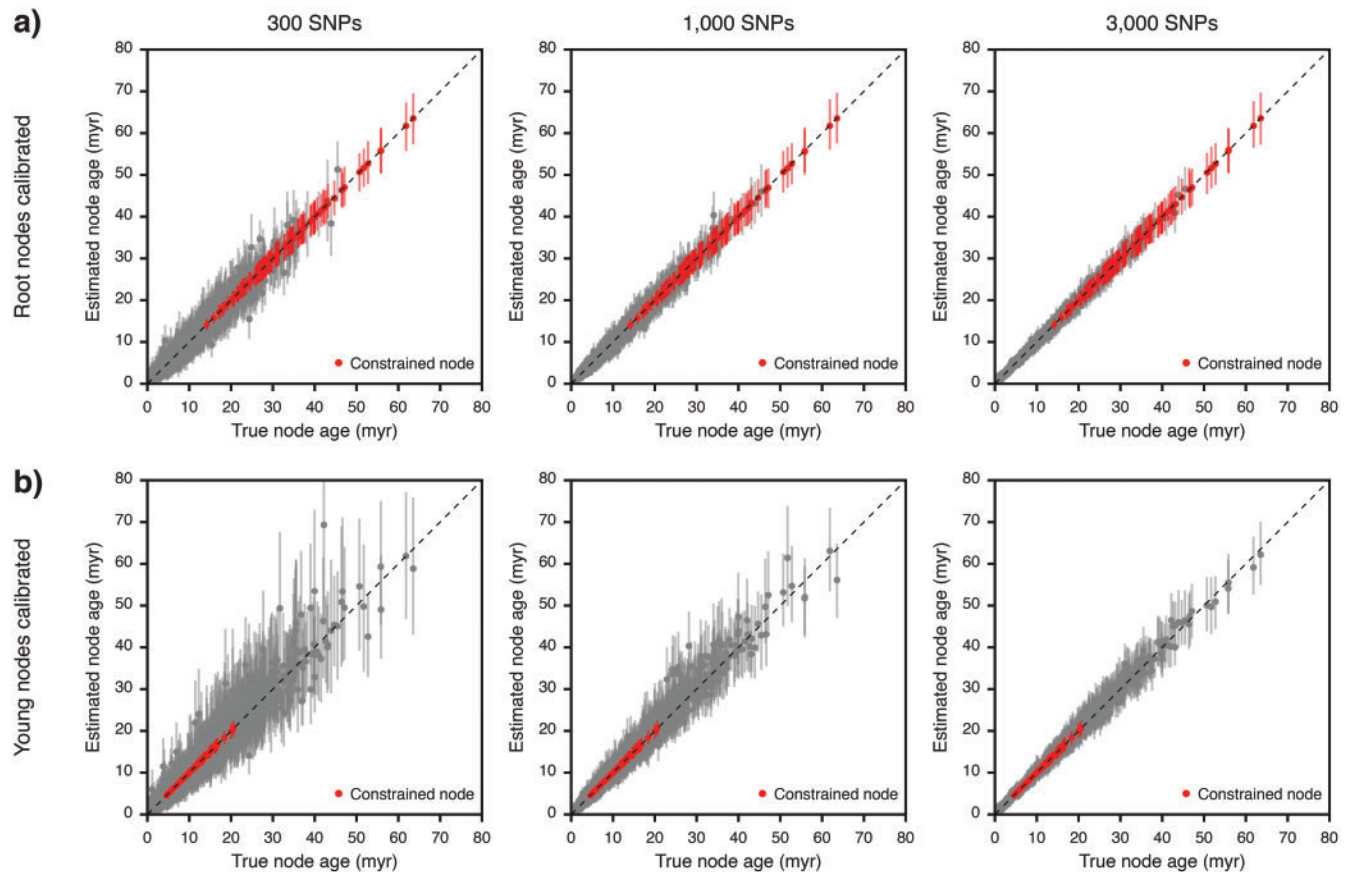 a)
300 SNPs
1,000 SNPs
3,000 SNPs
Root nodes calibrated
Estimated node age (myr)
80
70
60
50
40
30
20
10
0
Constrained node
0 10 20 30 40 50 60 70 80
True node age (myr)
Estimated node age (myr)
80
70
60
50
40
30
20
10
0
Constrained node
0 10 20 30 40 50 60 70 80
True node age (myr)
Estimated node age (myr)
80
70
60
50
40
30
20
10
0
Constrained node
0 10 20 30 40 50 60 70 80
True node age (myr)
b)
Young nodes calibrated
Estimated node age (myr)
80
70
60
50
40
30
20
10
0
Constrained node
0 10 20 30 40 50 60 70 80
True node age (myr)
Estimated node age (myr)
80
70
60
50
40
30
20
10
0
Constrained node
0 10 20 30 40 50 60 70 80
True node age (myr)
Estimated node age (myr)
80
70
60
50
40
30
20
10
0
Constrained node
0 10 20 30 40 50 60 70 80
True node age (myr)